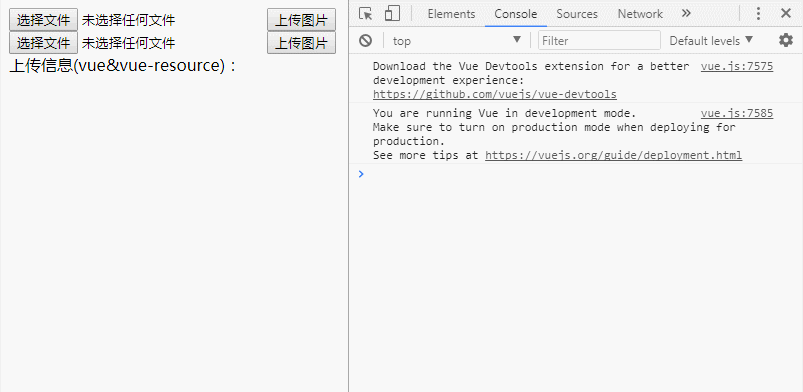 选择文件 未选择任何文件 上传图片
选择文件 未选择任何文件 上传图片
上传信息(vue&vue-resource)：
Elements Console Sources Network »
top Filter Default levels
Download the Vue Devtools extension for a better vue.js:7575
development experience:
https://github.com/vuejs/vue-devtools
You are running Vue in development mode. vue.js:7585
Make sure to turn on production mode when deploying for
production.
See more tips at https://vuejs.org/guide/deployment.html